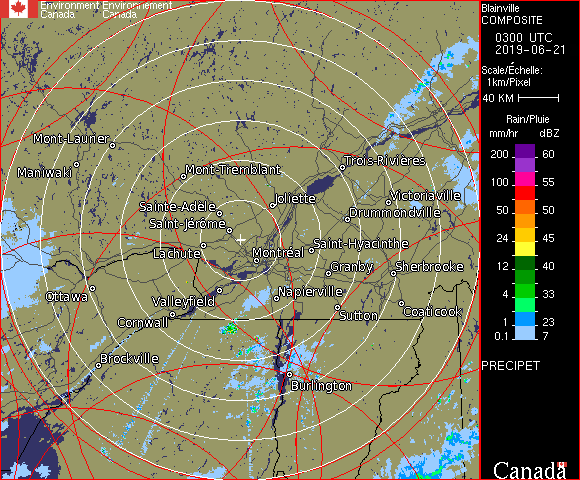 Environment Environnement
Canada Canada
Blainville
COMPOSITE
0300 UTC
2019-06-21
Scale/Échelle:
1km/Pixel
40 KM
Rain/Pluie
mm/hr dBZ
200 60
100 55
50 50
24 45
12 40
4 33
1 23
0.1 7
PRECIPET
Mont-Laurier
Maniwaki
Mont-Tremblant
Trois-Rivières
Sainte-Adèle
Joliette
Victoriaville
Drummondville
Saint-Jérôme
Lachute
Montréal
Saint-Hyacinthe
Granby
Sherbrooke
Ottawa
Valleyfield
Napierville
Cornwall
Sutton
Coaticook
Brockville
Burlington
Canada